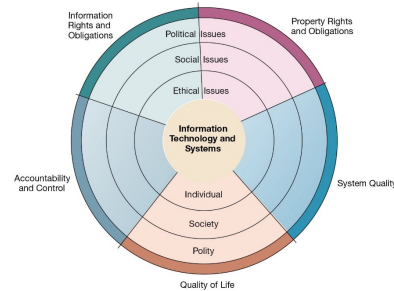 Information
Rights and
Obligations
Property Rights
and Obligations
Political Issues
Social Issues
Ethical Issues
Information
Technology and
Systems
Accountability
and Control
System Quality
Individual
Society
Polity
Quality of Life